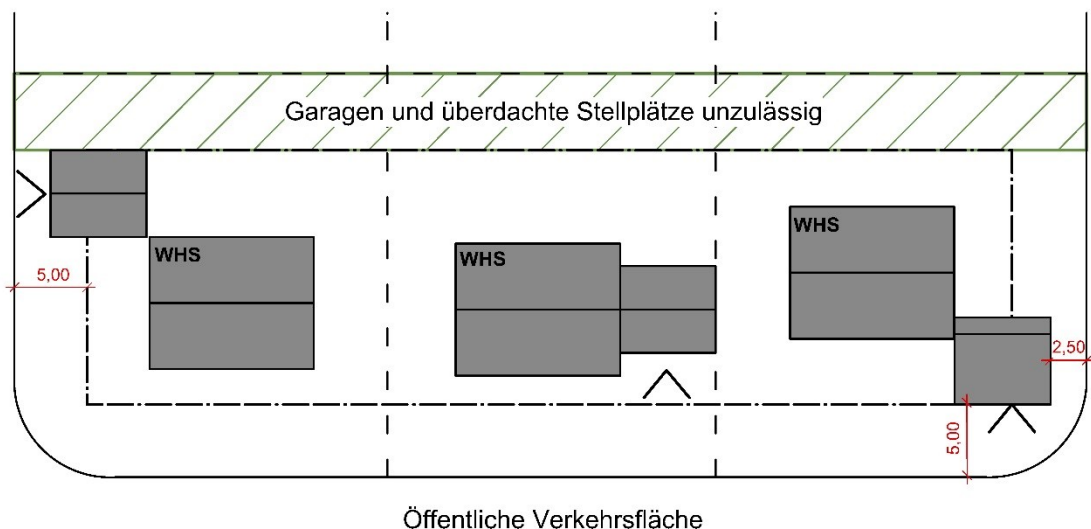 Garagen und überdachte Stellplätze unzulässig
WHS
WHS
WHS
5,00
2,50
5,00
Öffentliche Verkehrsfläche